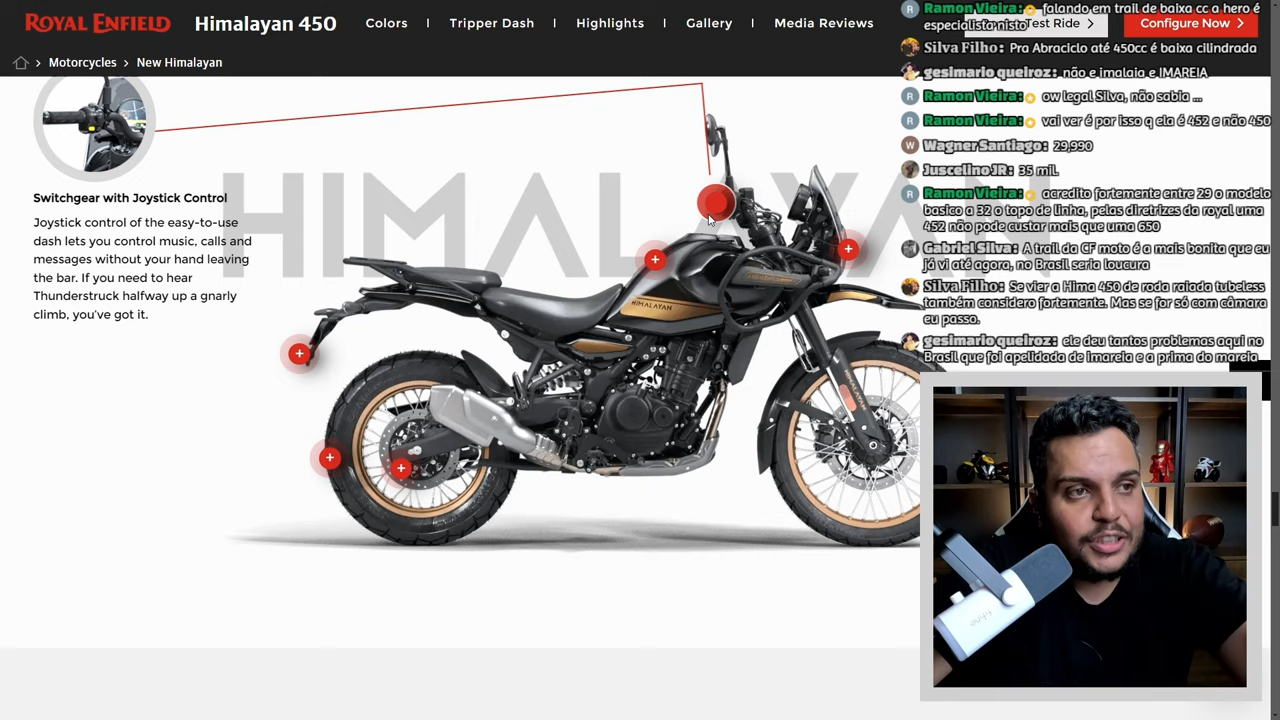 ROYAL ENFIELD
Himalayan 450
Colors
Tripper Dash
Highlights
Gallery
Media Reviews
Test Ride
Configure Now
Motorcycles
New Himalayan
Switchgear with Joystick Control
Joystick control of the easy-to-use
dash lets you control music, calls and
messages without your hand leaving
the bar. If you need to hear
Thunderstruck halfway up a gnarly
climb, you've got it.
HIMALAYAN
HIMALAYAN
HIMALAYAN
Ramon Vieira: falando em trail de baixa cc a hero é
especialista nisto
Silva Filho: Pra Abraciclo até 450cc é baixa cilindrada
gesimario queiroz: não e imalaia e IMAREIA
Ramon Vieira: ow legal Silva, não sabia ...
Ramon Vieira: vai ver é por isso q ela é 452 e não 450
Wagner Santiago: 29,990
Juscelino JR: 35 mil
Ramon Vieira: acredito fortemente entre 29 o modelo
basico a 32 o topo de linha, pelas diretrizes da royal uma
452 não pode custar mais que uma 650
Gabriel Silva: A trail da CF moto é a mais bonita que eu
já vi até agora, no Brasil seria loucura
Silva Filho: Se vier a Hima 450 de roda raiada tubeless
também considero fortemente. Mas se for só com câmara
eu passo.
gesimario queiroz: ele deu tantos problemas aqui no
Brasil que foi apelidada de imareia e a prima do mareia